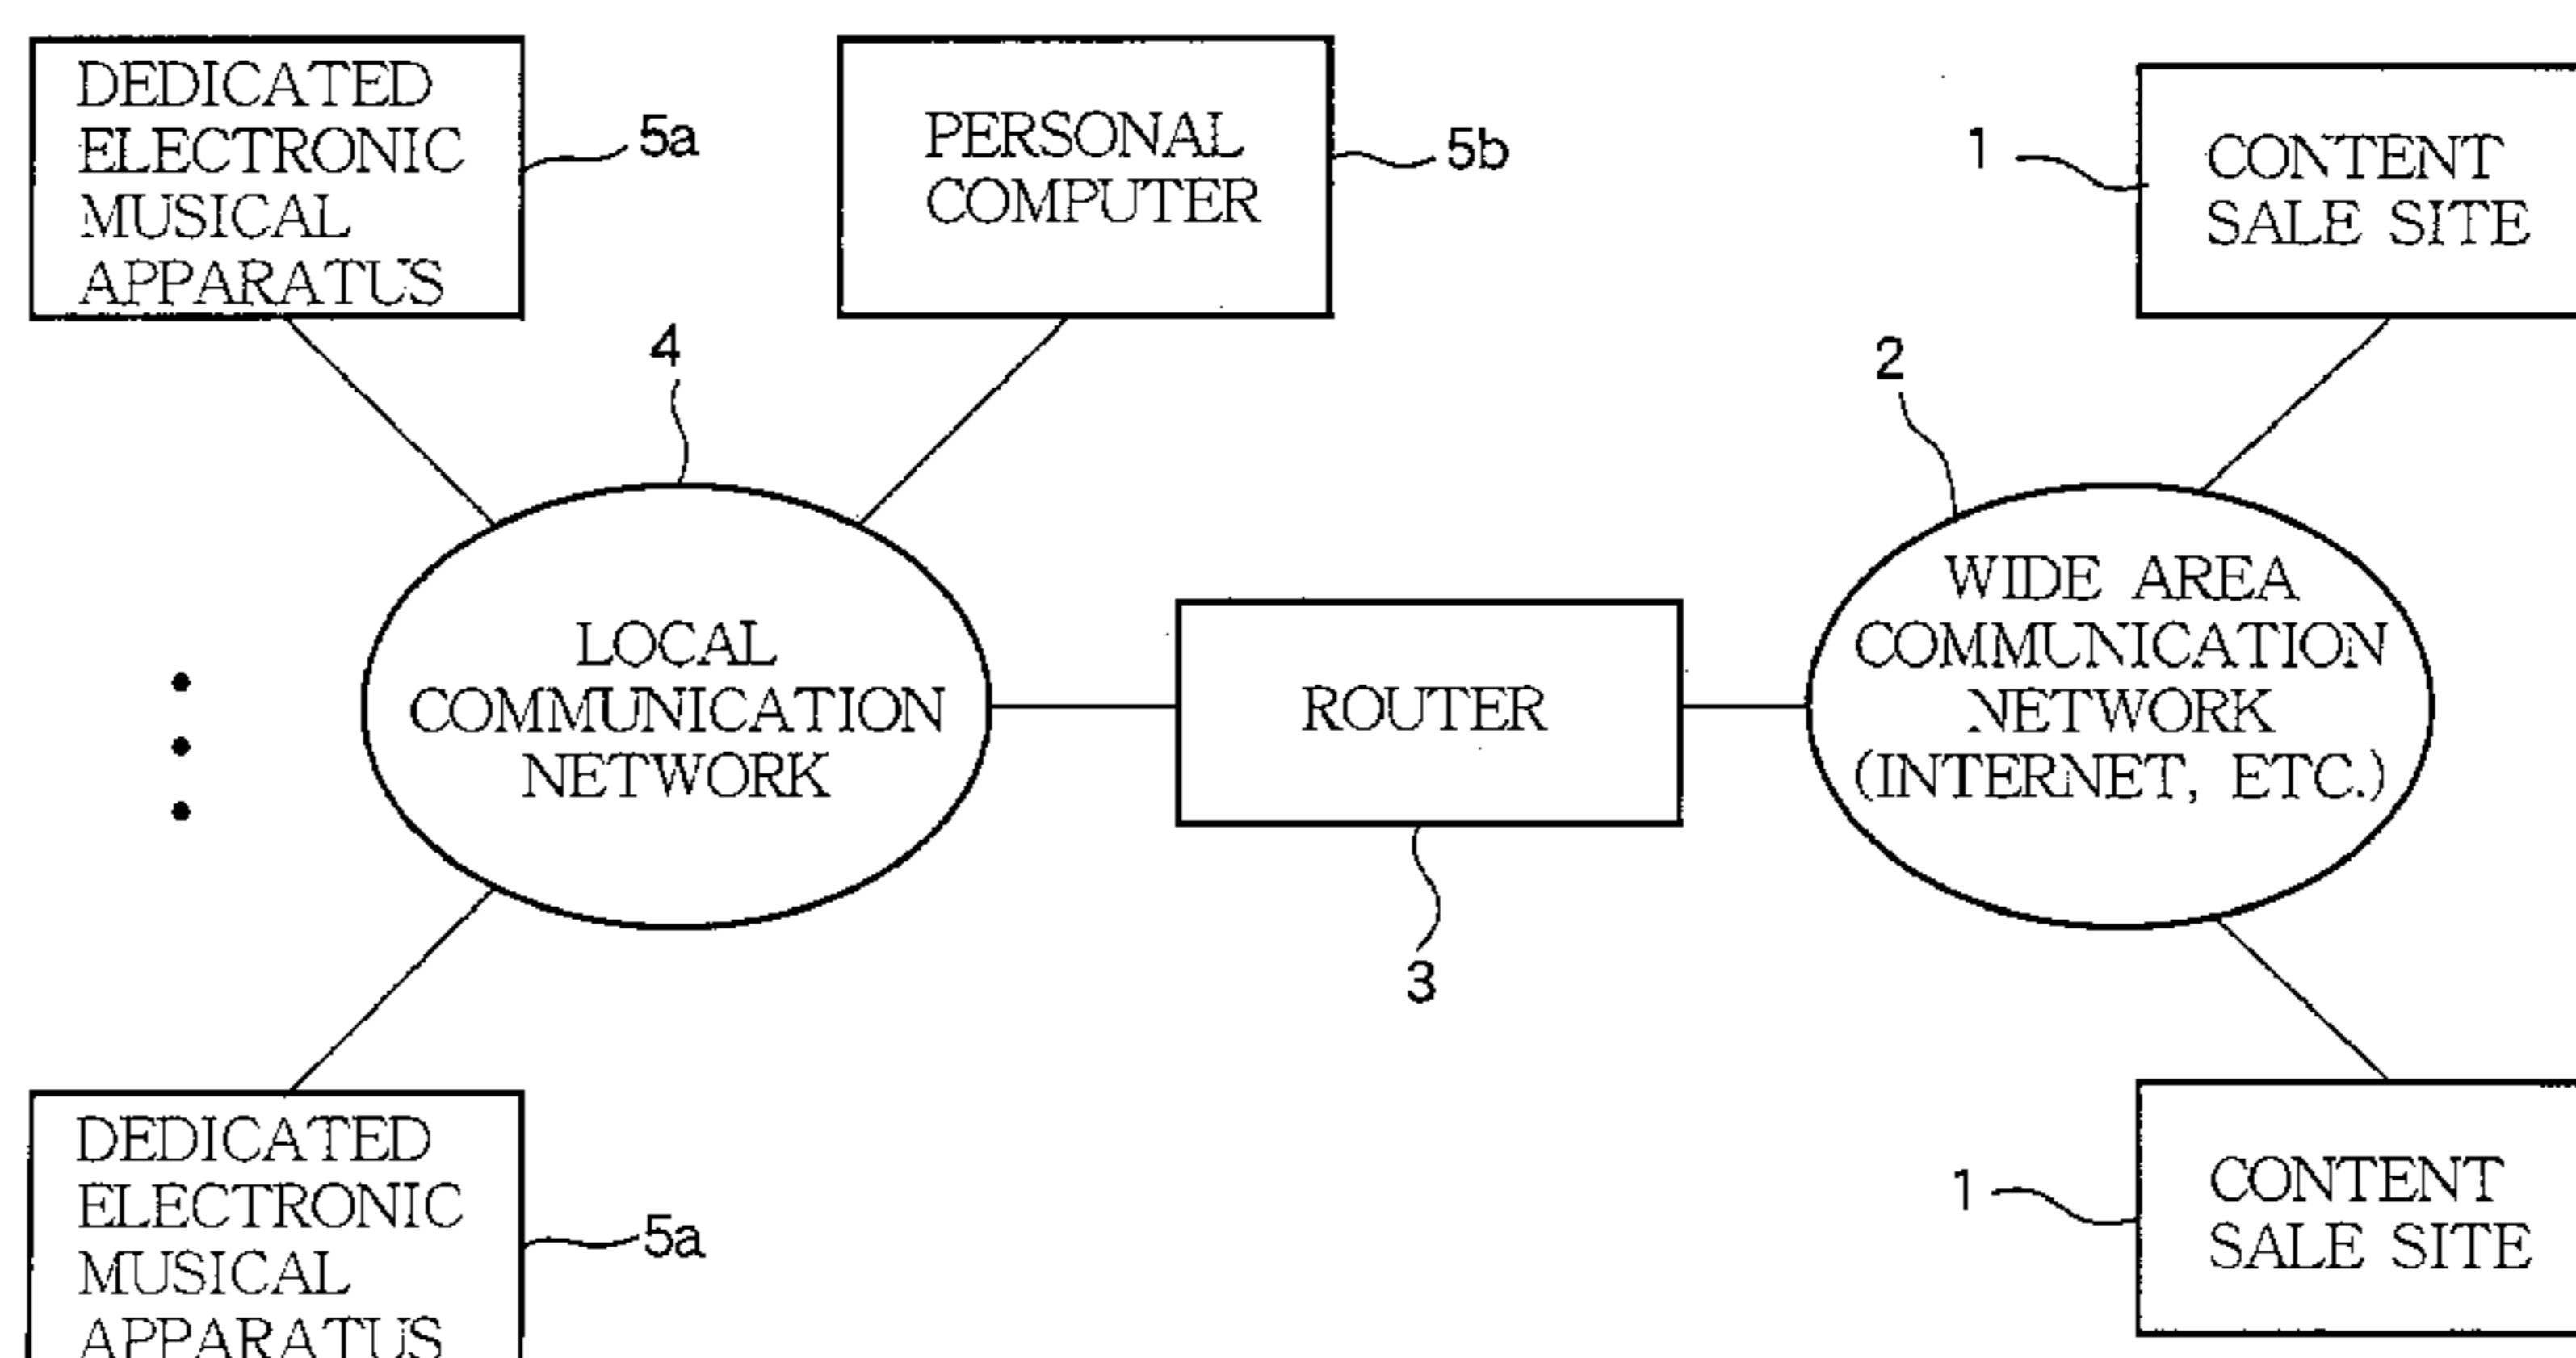 DEDICATED
ELECTRONIC
MUSICAL
APPARATUS
5a
PERSONAL
COMPUTER
5b
1
CONTENT
SALE SITE
4
2
LOCAL
COMMUNICATION
NETWORK
ROUTER
3
WIDE AREA
COMMUNICATION
NETWORK
(INTERNET, ETC.)
DEDICATED
ELECTRONIC
MUSICAL
APPARATUS
5a
1
CONTENT
SALE SITE